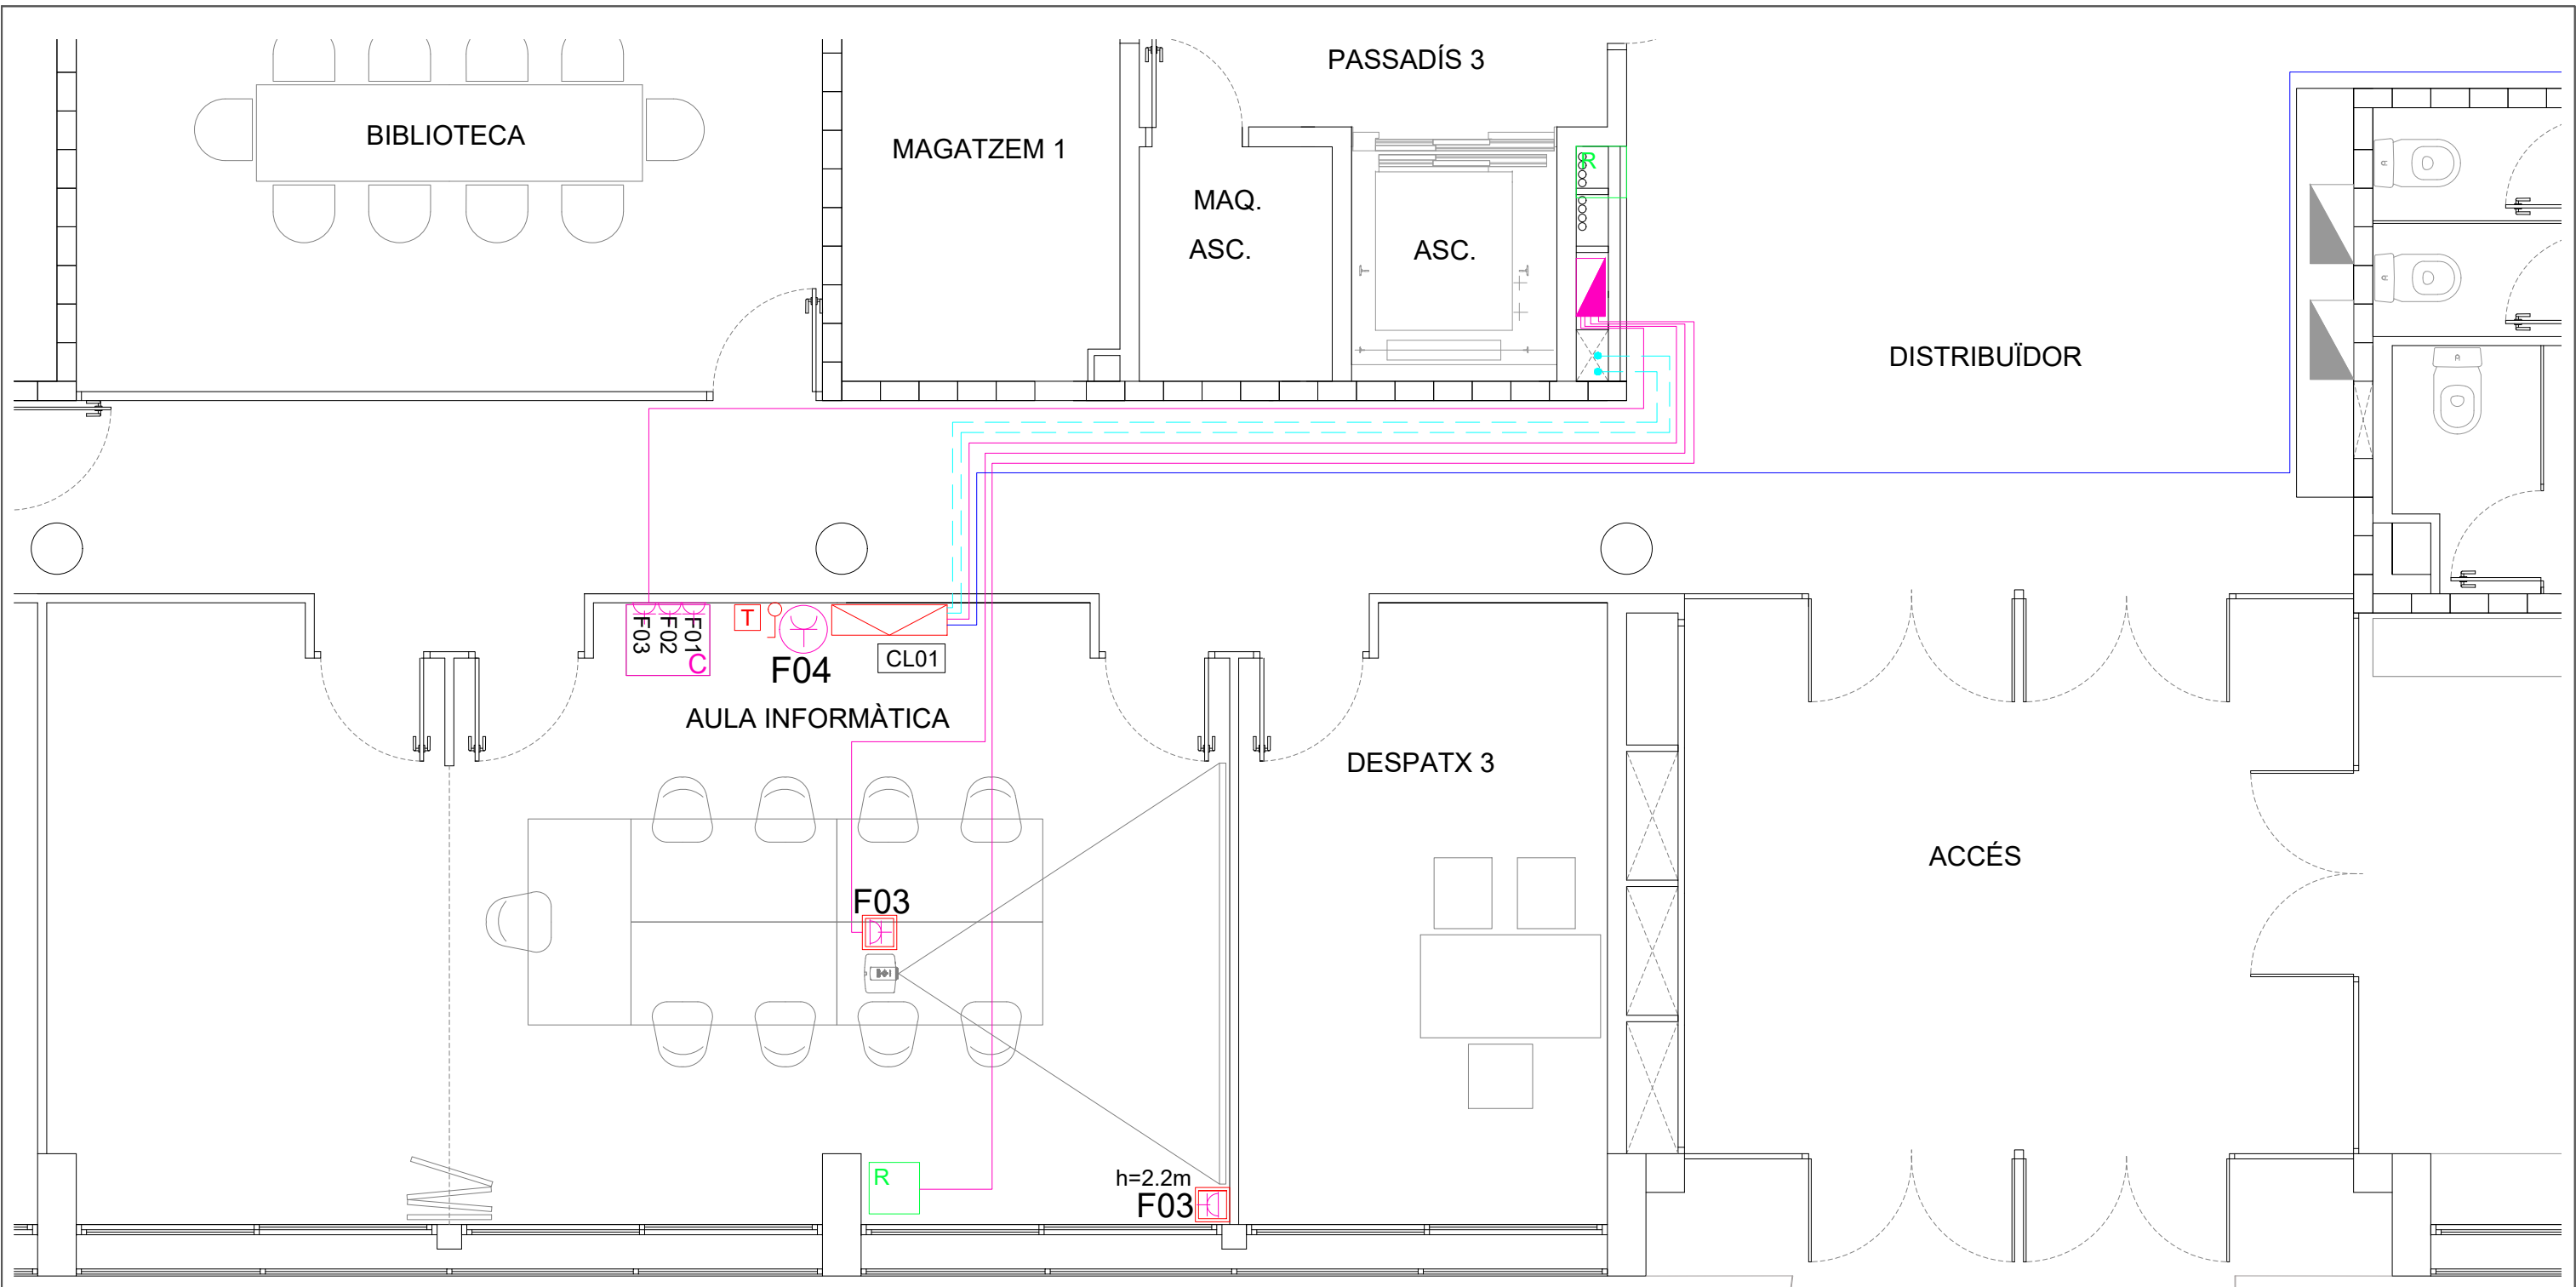 PASSADÍS 3
BIBLIOTECA
MAGATZEM 1
R
MAQ.
ASC.
ASC.
DISTRIBUÏDOR
F03
F02
F01
C
T
F04
CL01
AULA INFORMÀTICA
DESPATX 3
ACCÉS
F03
R
h=2.2m
F03